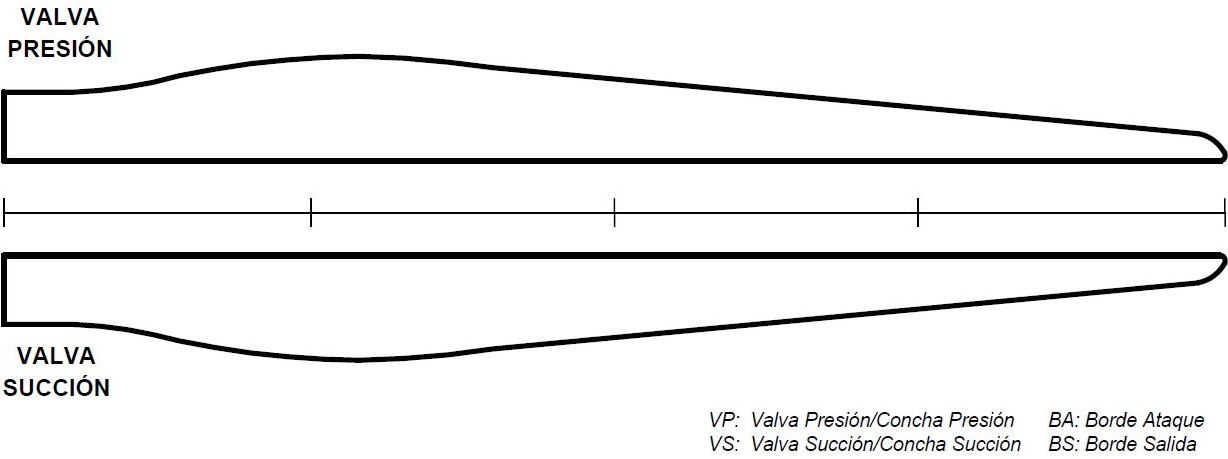 VALVA
PRESIÓN
VALVA
SUCCIÓN
VP: Valva Presión/Concha Presión BA: Borde Ataque
VS: Valva Succión/Concha Succión BS: Borde Salida